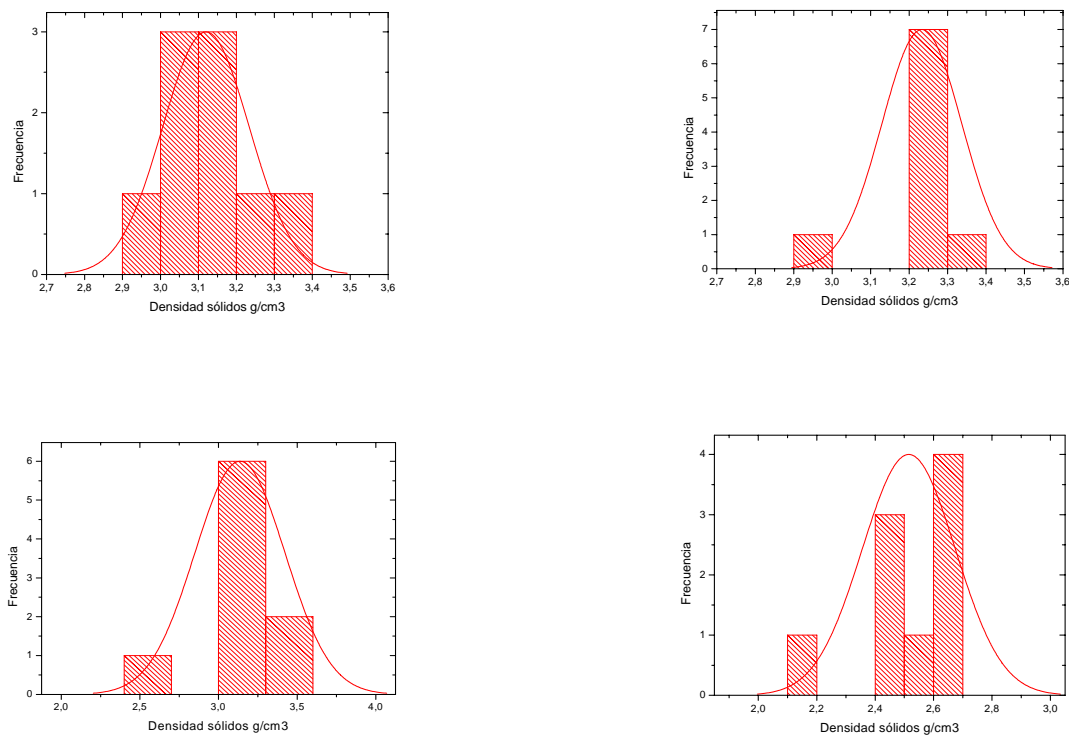 3
2
1
0
Frecuencia
2,7 2,8 2,9 3,0 3,1 3,2 3,3 3,4 3,5 3,6
Densidad sólidos g/cm3
7
6
5
4
3
2
1
0
Frecuencia
2,7 2,8 2,9 3,0 3,1 3,2 3,3 3,4 3,5 3,6
Densidad sólidos g/cm3
6
5
4
3
2
1
0
Frecuencia
2,0 2,5 3,0 3,5 4,0
Densidad sólidos g/cm3
4
3
2
1
0
Frecuencia
2,0 2,2 2,4 2,6 2,8 3,0
Densidad sólidos g/cm3